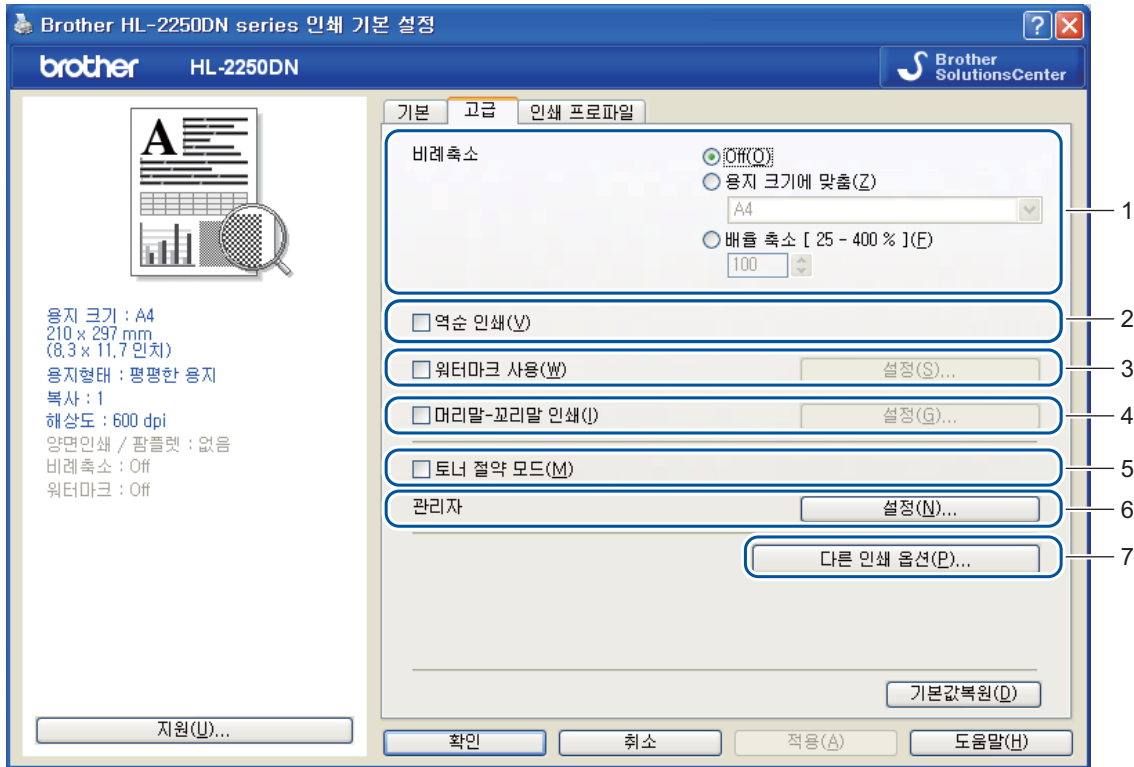 Brother HL-2250DN series 인쇄 기본 설정
brother HL-2250DN
Brother
SolutionsCenter
기본 고급 인쇄 프로파일
A
용지 크기 : A4
210 x 297 mm
(8.3 x 11.7 인치)
용지형태 : 평평한 용지
복사 : 1
해상도 : 600 dpi
양면인쇄 / 팜플렛 : 없음
비례축소 : Off
워터마크 : Off
지원(U)...
비례축소
Off(O)
용지 크기에 맞춤(Z)
A4
배율 축소 [ 25 - 400 % ](F)
100
1
역순 인쇄(V)
2
워터마크 사용(W) 설정(S)...
3
머리말-꼬리말 인쇄(I) 설정(G)...
4
토너 절약 모드(M)
5
관리자 설정(N)...
6
다른 인쇄 옵션(P)...
7
기본값복원(D)
확인 취소 적용(A) 도움말(H)